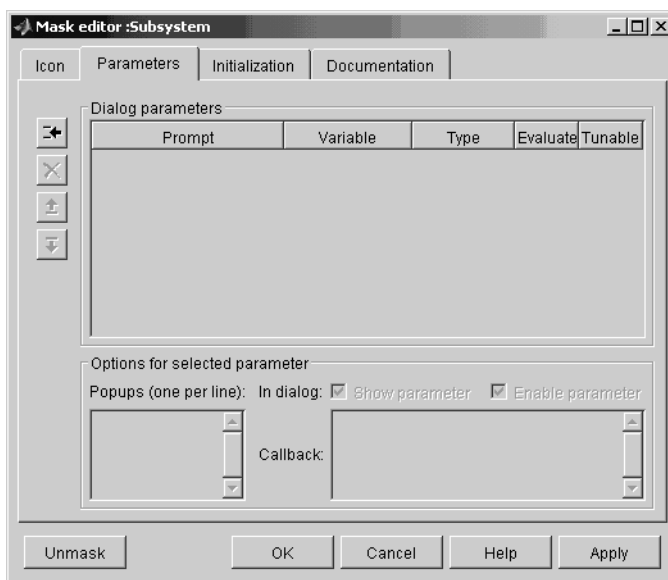 Mask editor :Subsystem
Icon Parameters Initialization Documentation
Dialog parameters
Prompt Variable Type Evaluate Tunable
Options for selected parameter
Popups (one per line): In dialog: Show parameter Enable parameter
Callback:
Unmask OK Cancel Help Apply